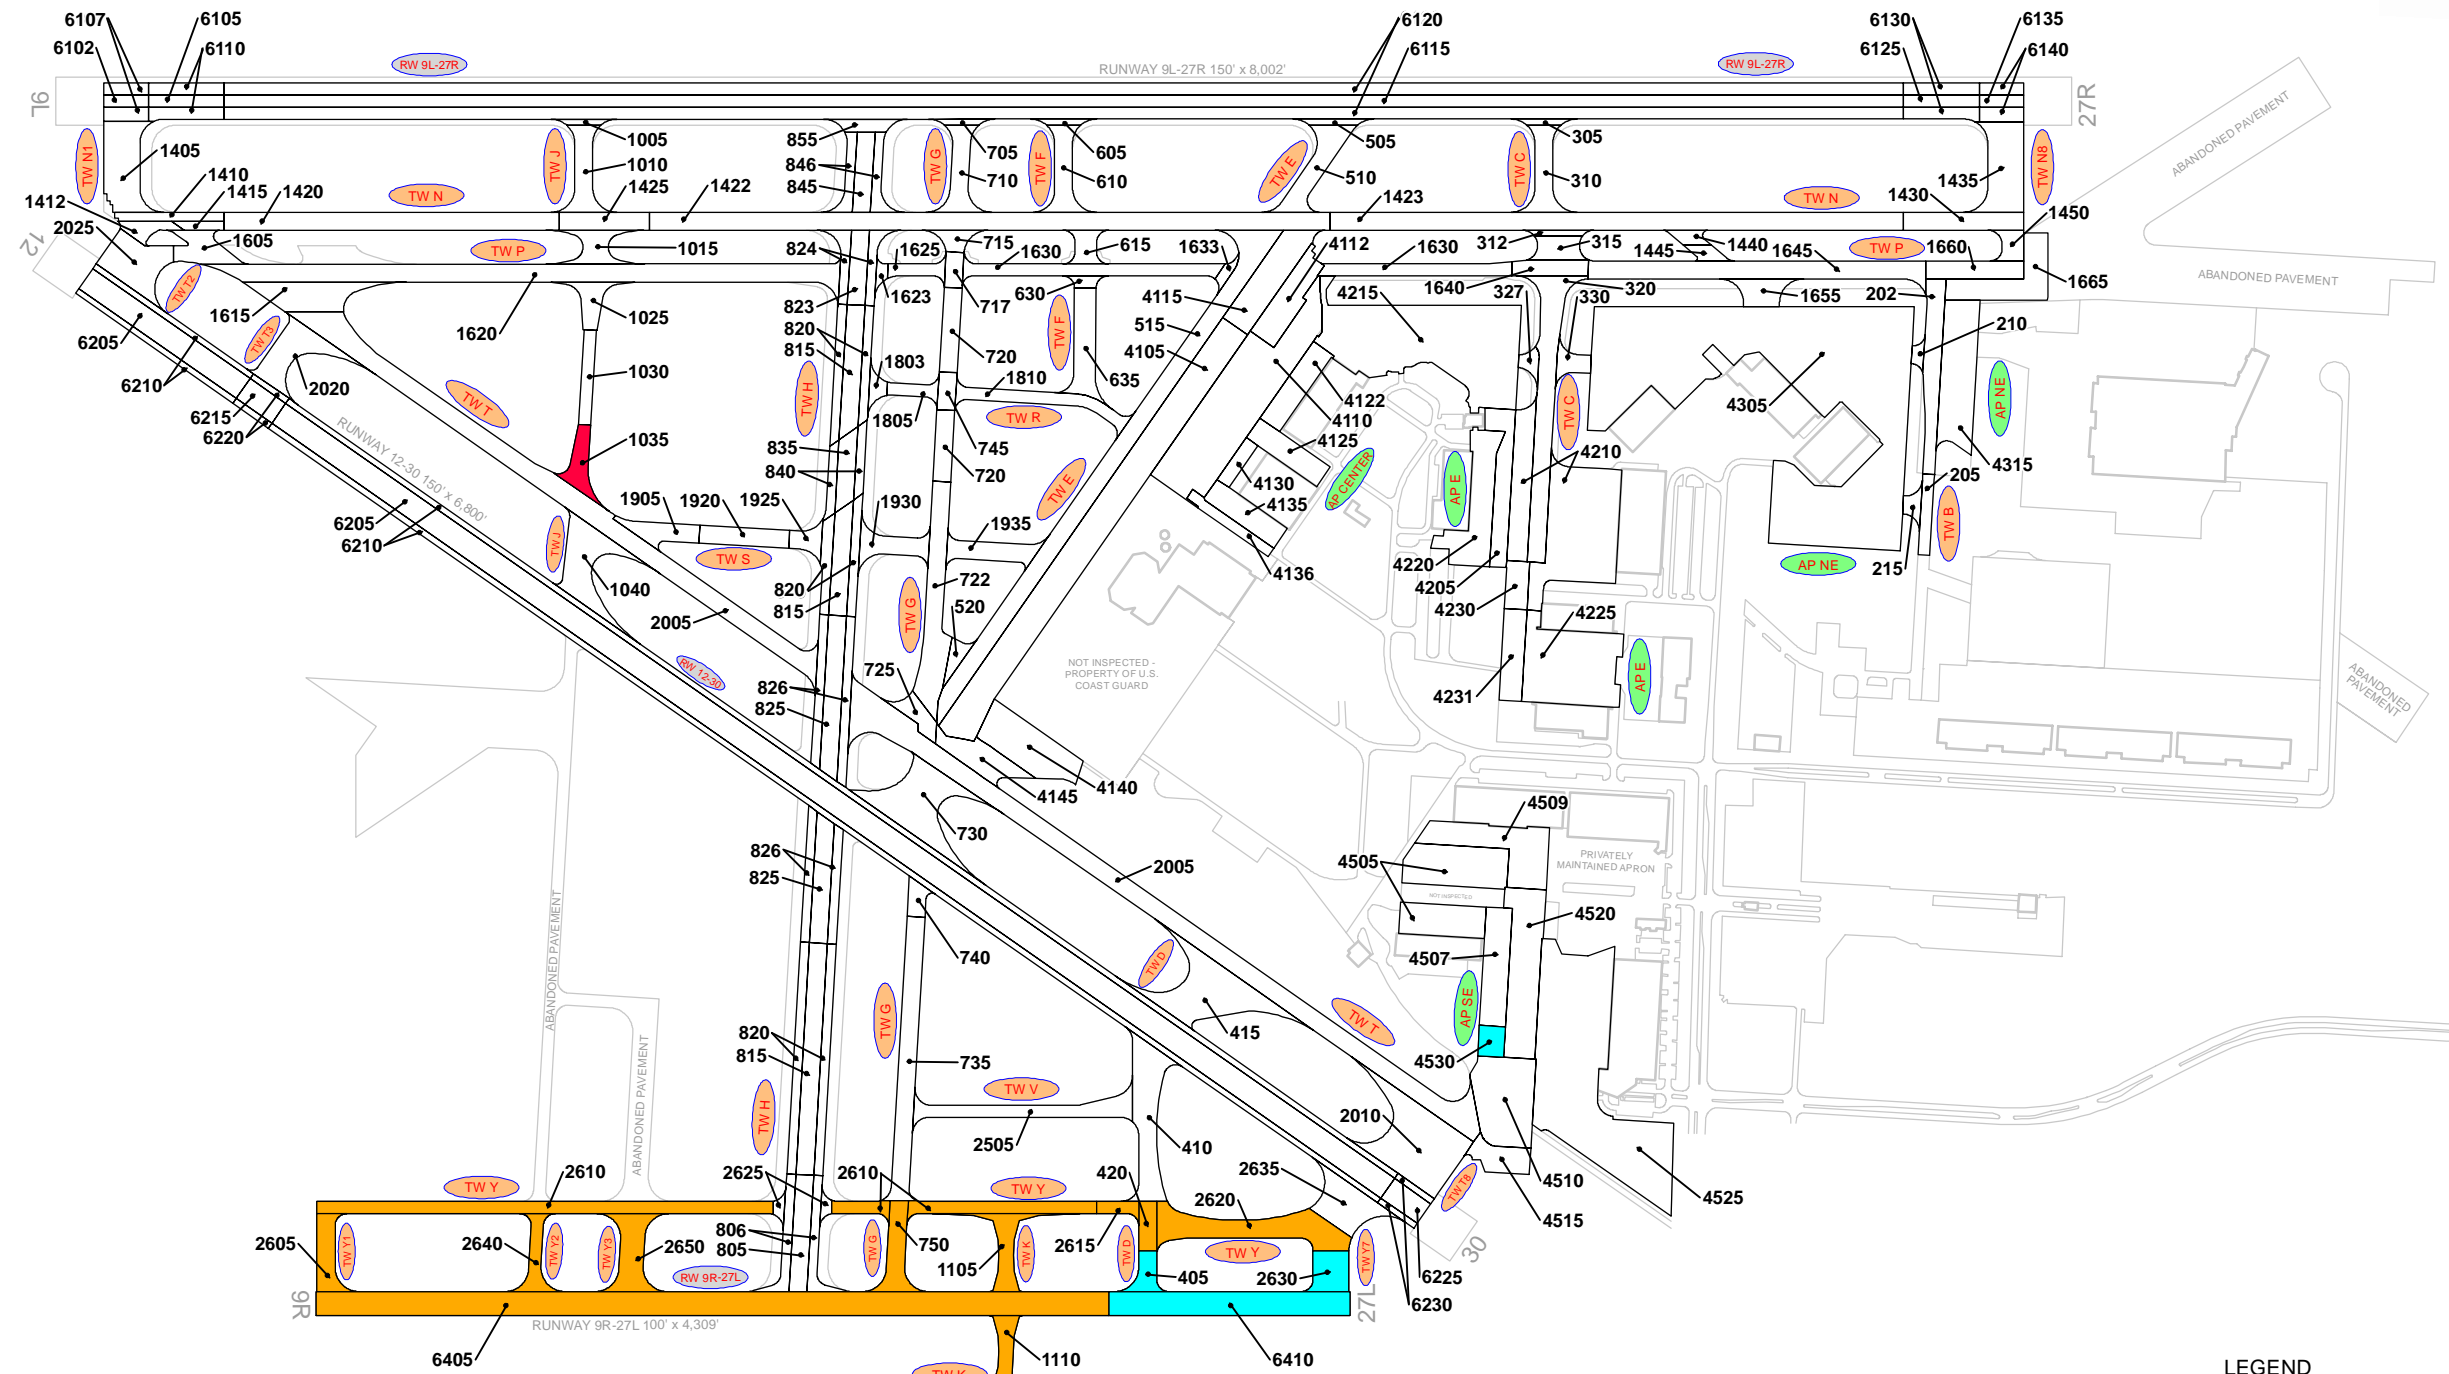 6107
6105
6120
6130
6135
6102
6110
6115
6125
6140
RW 9L-27R
RUNWAY 9L-27R 150' x 8,002'
RW 9L-27R
9L
27R
ABANDONED PAVEMENT
1405
1005
855
705
605
505
305
TW N1
TW J
1010
846
TW G
710
TW F
610
TW E
510
TW C
310
TW N8
1410
1415
1420
TW N
1425
1422
845
1423
TW N
1435
1430
1412
2025
1605
TW P
1015
824
1625
715
1630
615
1633
4112
1630
312
315
1445
1440
1645
TW P
1660
1450
12
TW T2
1615
1620
1025
823
1623
717
630
4115
4215
1640
327
330
320
1655
202
1665
ABANDONED PAVEMENT
6205
TW T3
6210
2020
1030
820
815
1803
720
TW F
635
515
4105
210
6215
6220
TW T
TW H
1805
1810
TW R
4122
4110
4305
AP NE
RUNWAY 12-30 150' x 6,800'
1035
835
840
745
720
4125
4130
4135
AP CENTER
AP E
TW C
4210
4315
205
6205
6210
1905
1920
1925
1930
TW E
1935
4136
TW B
TW J
TW S
1040
2005
820
815
TW G
722
520
4220
4205
4230
4225
AP NE
215
RW 12-30
826
825
725
NOT INSPECTED -
PROPERTY OF U.S.
COAST GUARD
4231
AP E
ABANDONED
PAVEMENT
4140
4145
730
4509
826
825
2005
4505
PRIVATELY
MAINTAINED APRON
NOT INSPECTED
ABANDONED PAVEMENT
740
TW D
4520
4507
820
815
TW G
735
415
TW T
AP SE
4530
ABANDONED PAVEMENT
TW H
TW V
2505
410
2010
TW Y
2610
2625
2610
TW Y
420
2635
2620
TW T8
4510
4515
4525
2605
TW Y1
2640
TW Y2
TW Y3
2650
806
805
TW G
750
1105
TW K
2615
TW D
405
TW Y
2630
TW Y7
6225
6230
30
RW 9R-27L
9R
27L
RUNWAY 9R-27L 100' x 4,309'
6405
1110
6410
TW K
LEGEND